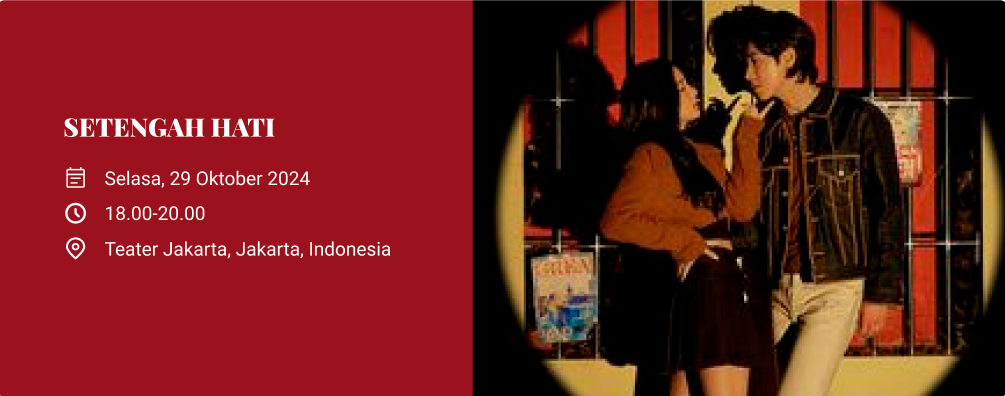 SETENGAH HATI
Selasa, 29 Oktober 2024
18.00-20.00
Teater Jakarta, Jakarta, Indonesia